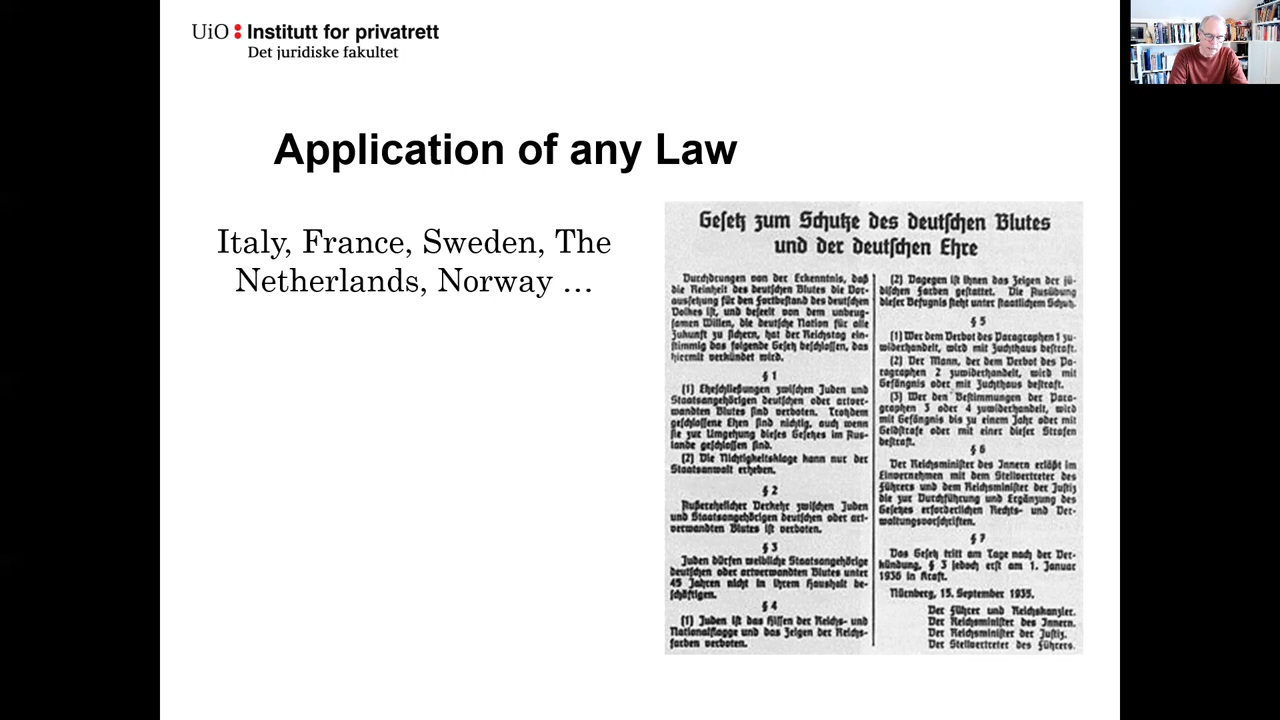 UiO : Institutt for privatrett
Det juridiske fakultet
Application of any Law
Italy, France, Sweden, The
Netherlands, Norway …
Gesetz zum Schutze des deutschen Blutes
und der deutschen Ehre
Durchdrungen von der Erkenntnis, daß
die Reinheit des deutschen Blutes die Vor-
aussetzung für den Fortbestand des deutschen
Volkes ist, und beseelt von dem unbeug-
samen Willen, die deutsche Nation für alle
Zukunft zu sichern, hat der Reichstag ein-
stimmig das folgende Gesetz beschlossen, das
hiermit verkündet wird.
§ 1
(1) Eheschließungen zwischen Juden und
Staatsangehörigen deutschen oder artver-
wandten Blutes sind verboten. Trotzdem
geschlossene Ehen sind nichtig, auch wenn
sie zur Umgehung dieses Gesetzes im Aus-
lande geschlossen sind.
(2) Die Nichtigkeitsklage kann nur der
Staatsanwalt erheben.
§ 2
Außerehelicher Verkehr zwischen Juden
und Staatsangehörigen deutschen oder art-
verwandten Blutes ist verboten.
§ 3
Juden dürfen weibliche Staatsangehörige
deutschen oder artverwandten Blutes unter
45 Jahren nicht in ihrem Haushalt be-
schäftigen.
§ 4
(1) Juden ist das Hissen der Reichs- und
Nationalflagge und das Zeigen der Reichs-
farben verboten.
(2) Dagegen ist ihnen das Zeigen der jü-
dischen Farben gestattet. Die Ausübung
dieser Befugnis steht unter staatlichem Schutz.
§ 5
(1) Wer dem Verbot des Paragraphen 1 zu-
widerhandelt, wird mit Zuchthaus bestraft.
(2) Der Mann, der dem Verbot des Pa-
ragraphen 2 zuwiderhandelt, wird mit
Gefängnis oder mit Zuchthaus bestraft.
(3) Wer den Bestimmungen der Para-
graphen 3 oder 4 zuwiderhandelt, wird
mit Gefängnis bis zu einem Jahr oder mit
Geldstrafe oder mit einer dieser Strafen
bestraft.
§ 6
Der Reichsminister des Innern erläßt im
Einvernehmen mit dem Stellvertreter des
Führers und dem Reichsminister der Justiz
die zur Durchführung und Ergänzung des
Gesetzes erforderlichen Rechts- und Ver-
waltungsvorschriften.
§ 7
Das Gesetz tritt am Tage nach der Ver-
kündung, § 3 jedoch erst am 1. Januar
1936 in Kraft.
Nürnberg, 15. September 1935.
Der Führer und Reichskanzler.
Der Reichsminister des Innern.
Der Reichsminister der Justiz.
Der Stellvertreter des Führers.